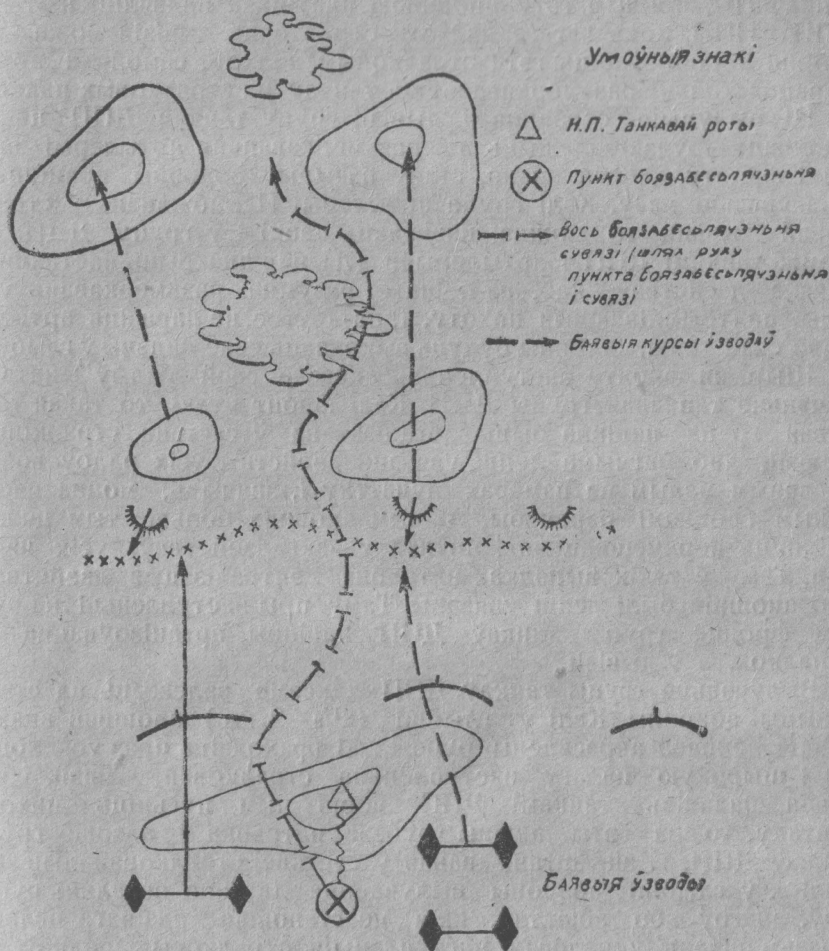 Умоўныя знакі
Н.П. Танкавай роты
Пункт боязабесьпячэньня
Вось боязабесьпячэньня
сувязі /шлях руху
пункта боязабесьпячэньня
і сувязі
Баявыя курсы ўзводаў
Баявыя ўзводы